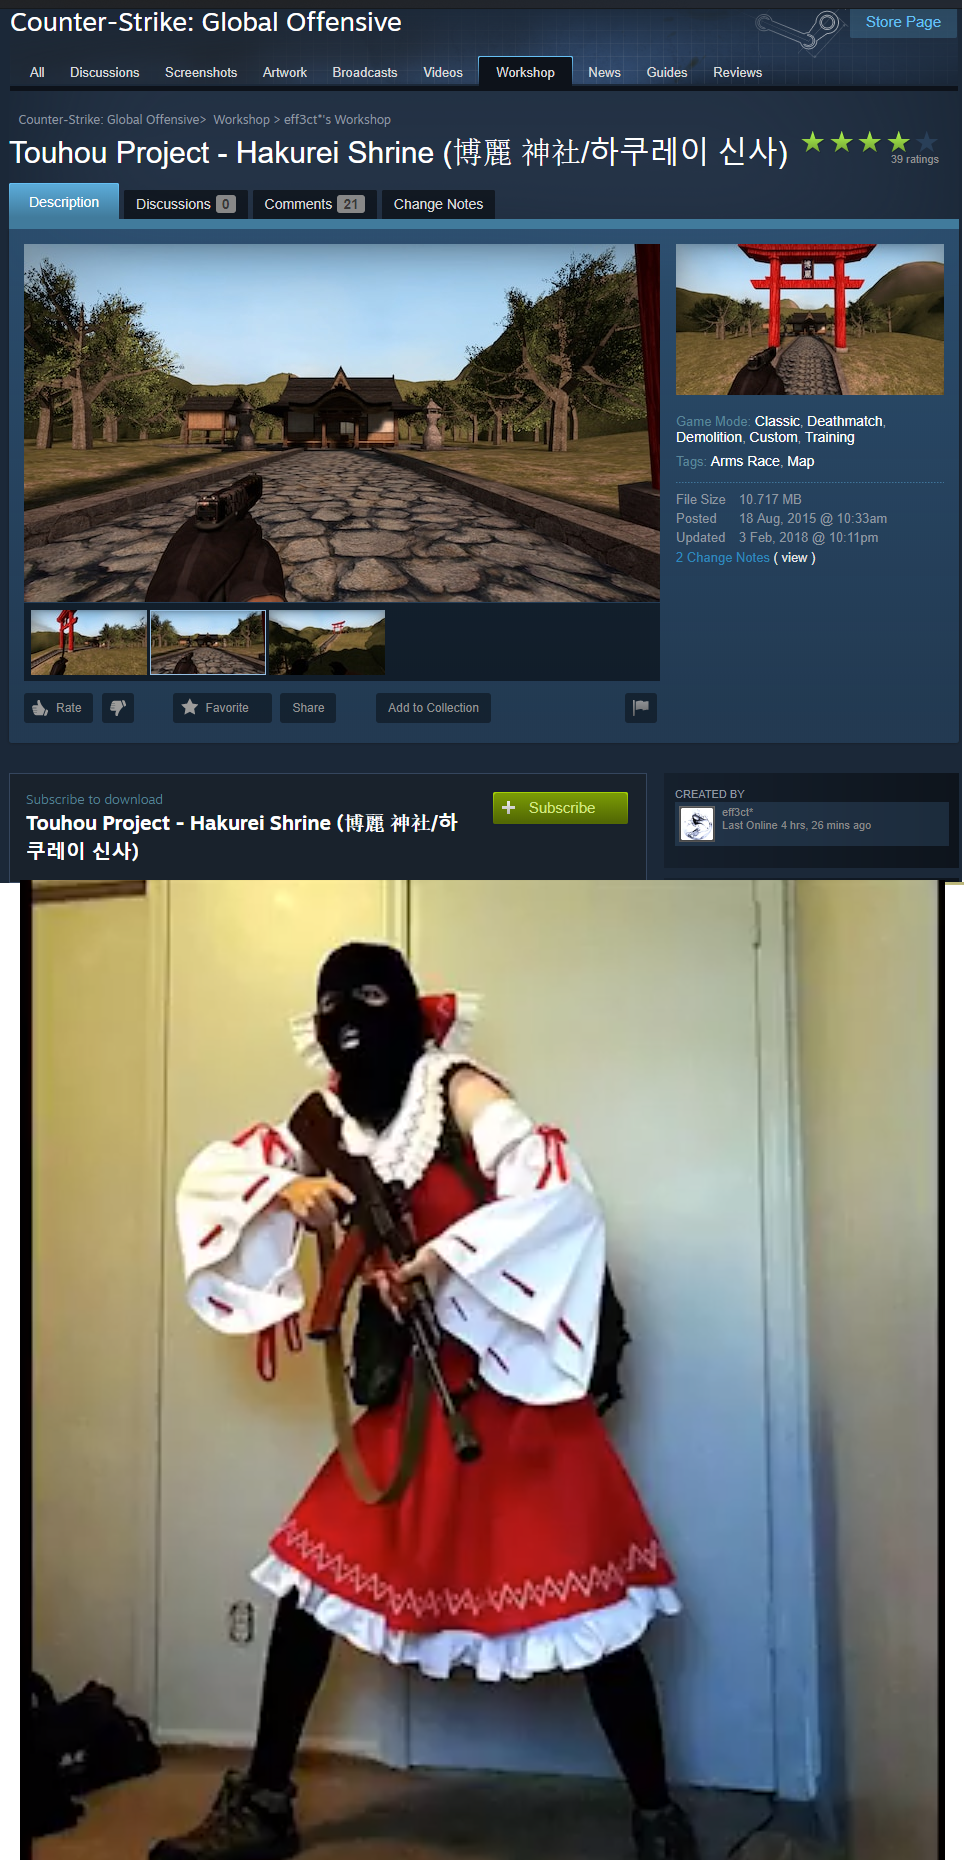 Counter-Strike: Global Offensive
Store Page
All Discussions Screenshots Artwork Broadcasts Videos Workshop News Guides Reviews
Counter-Strike: Global Offensive> Workshop > eff3ct*'s Workshop
Touhou Project - Hakurei Shrine (博麗 神社/하쿠레이 신사)
39 ratings
Description Discussions 0 Comments 21 Change Notes
博麗
Game Mode: Classic, Deathmatch,
Demolition, Custom, Training
Tags: Arms Race, Map
File Size 10.717 MB
Posted 18 Aug, 2015 @ 10:33am
Updated 3 Feb, 2018 @ 10:11pm
2 Change Notes ( view )
Rate Favorite Share Add to Collection
Subscribe to download
Touhou Project - Hakurei Shrine (博麗 神社/하
쿠레이 신사)
Subscribe
CREATED BY
eff3ct*
Last Online 4 hrs, 26 mins ago